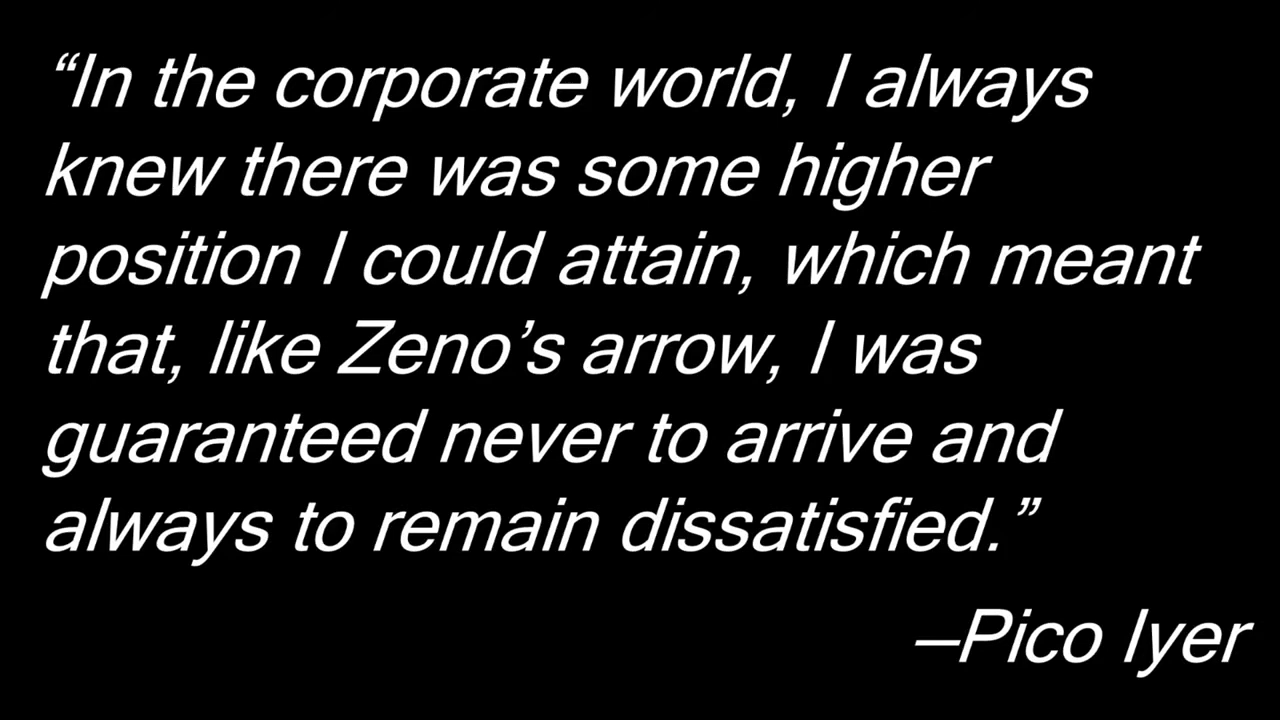 “In the corporate world, I always
knew there was some higher
position I could attain, which meant
that, like Zeno’s arrow, I was
guaranteed never to arrive and
always to remain dissatisfied.”
—Pico Iyer